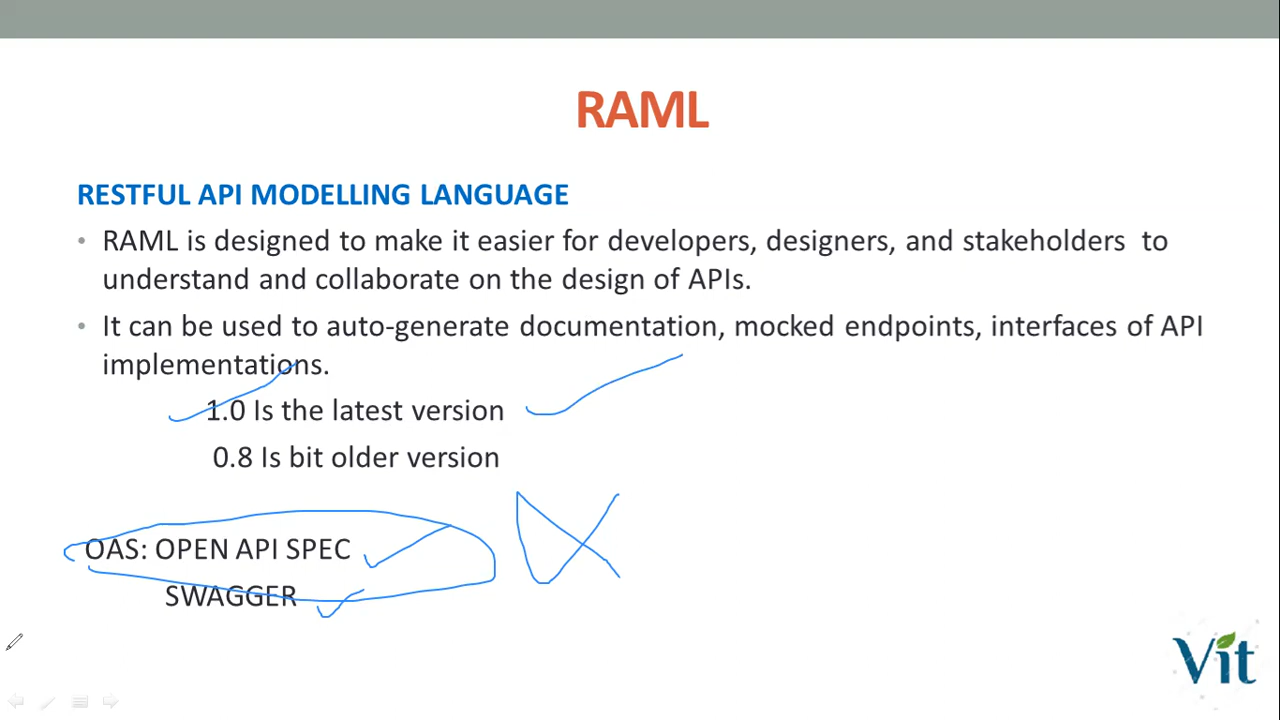 RAML
RESTFUL API MODELLING LANGUAGE
• RAML is designed to make it easier for developers, designers, and stakeholders to
understand and collaborate on the design of APIs.
• It can be used to auto-generate documentation, mocked endpoints, interfaces of API
implementations.
1.0 Is the latest version
0.8 Is bit older version
OAS: OPEN API SPEC
SWAGGER
Vit